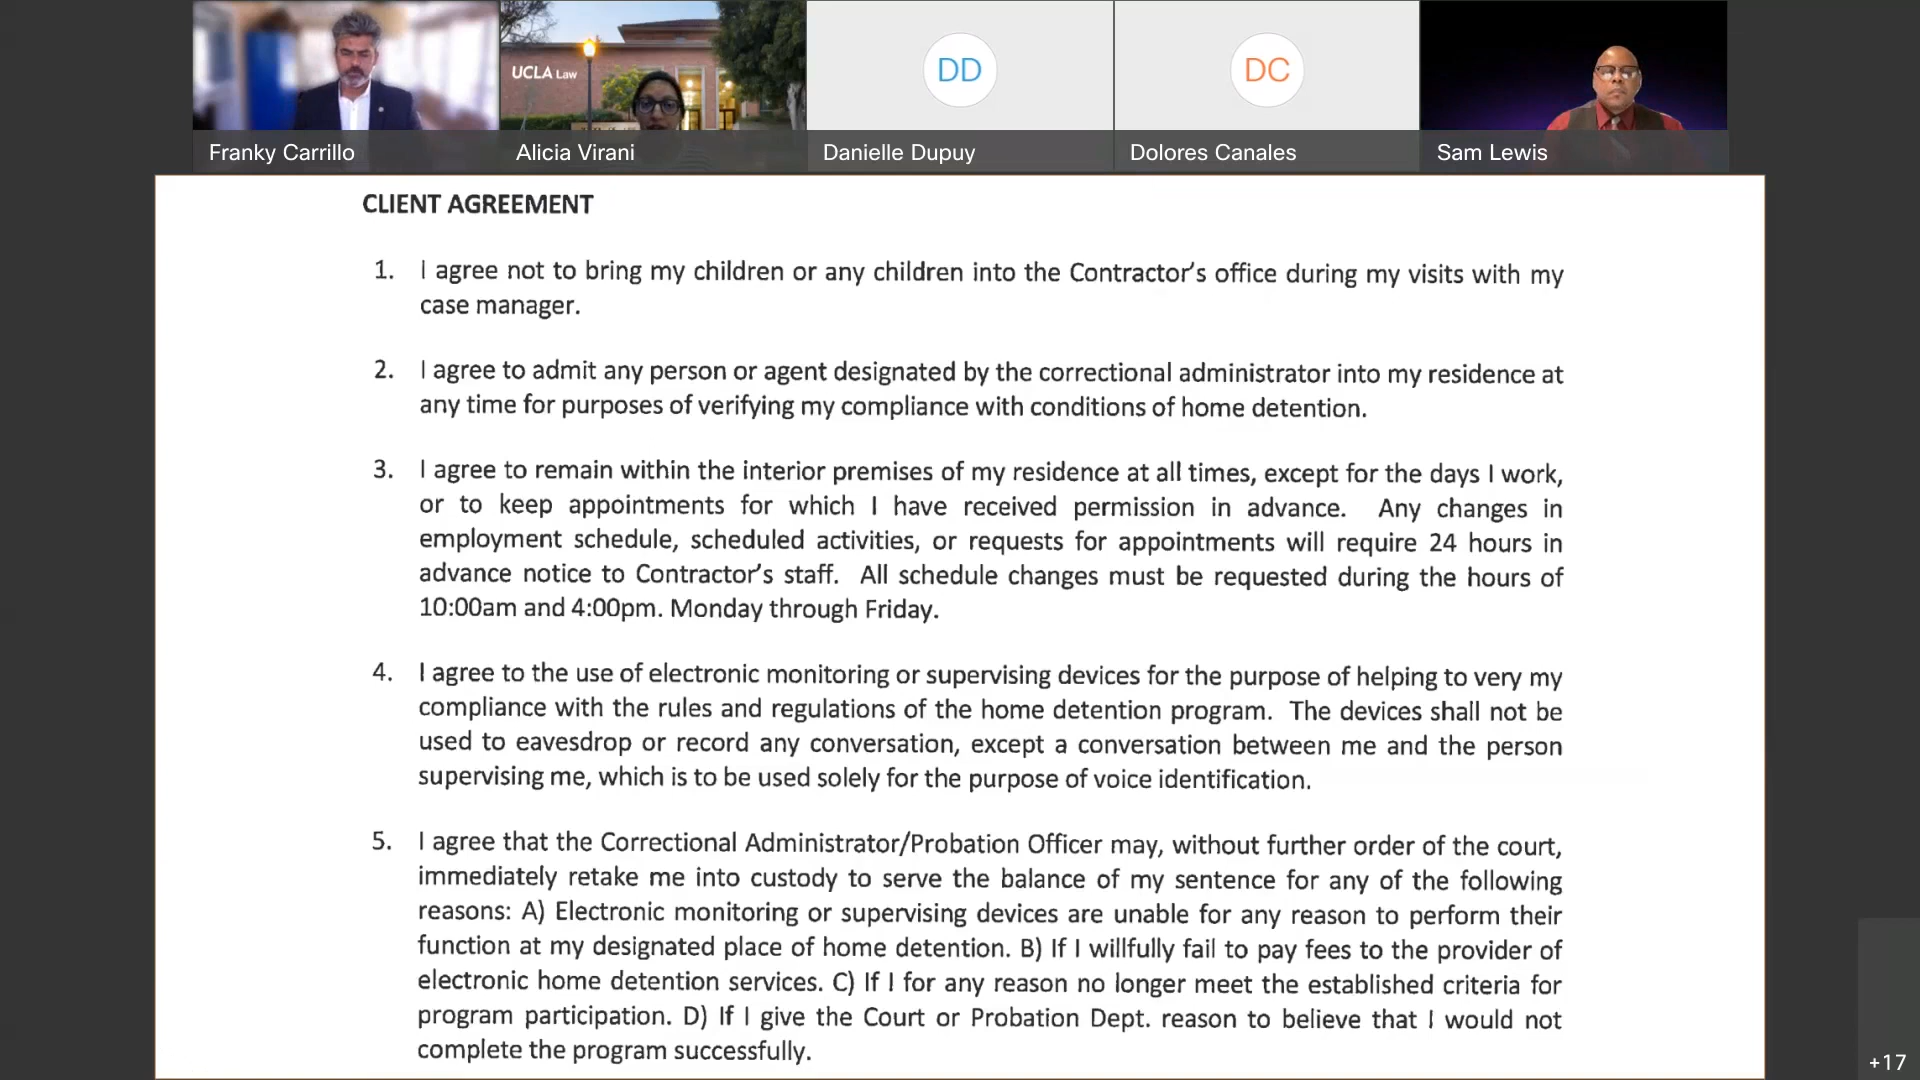 UCLA Law
DD
DC
Franky Carrillo
Alicia Virani
Danielle Dupuy
Dolores Canales
Sam Lewis
CLIENT AGREEMENT
1. I agree not to bring my children or any children into the Contractor's office during my visits with my
case manager.
2. I agree to admit any person or agent designated by the correctional administrator into my residence at
any time for purposes of verifying my compliance with conditions of home detention.
3. I agree to remain within the interior premises of my residence at all times, except for the days I work,
or to keep appointments for which I have received permission in advance. Any changes in
employment schedule, scheduled activities, or requests for appointments will require 24 hours in
advance notice to Contractor's staff. All schedule changes must be requested during the hours of
10:00am and 4:00pm. Monday through Friday.
4. I agree to the use of electronic monitoring or supervising devices for the purpose of helping to very my
compliance with the rules and regulations of the home detention program. The devices shall not be
used to eavesdrop or record any conversation, except a conversation between me and the person
supervising me, which is to be used solely for the purpose of voice identification.
5. I agree that the Correctional Administrator/Probation Officer may, without further order of the court,
immediately retake me into custody to serve the balance of my sentence for any of the following
reasons: A) Electronic monitoring or supervising devices are unable for any reason to perform their
function at my designated place of home detention. B) If I willfully fail to pay fees to the provider of
electronic home detention services. C) If I for any reason no longer meet the established criteria for
program participation. D) If I give the Court or Probation Dept. reason to believe that I would not
complete the program successfully.
+17